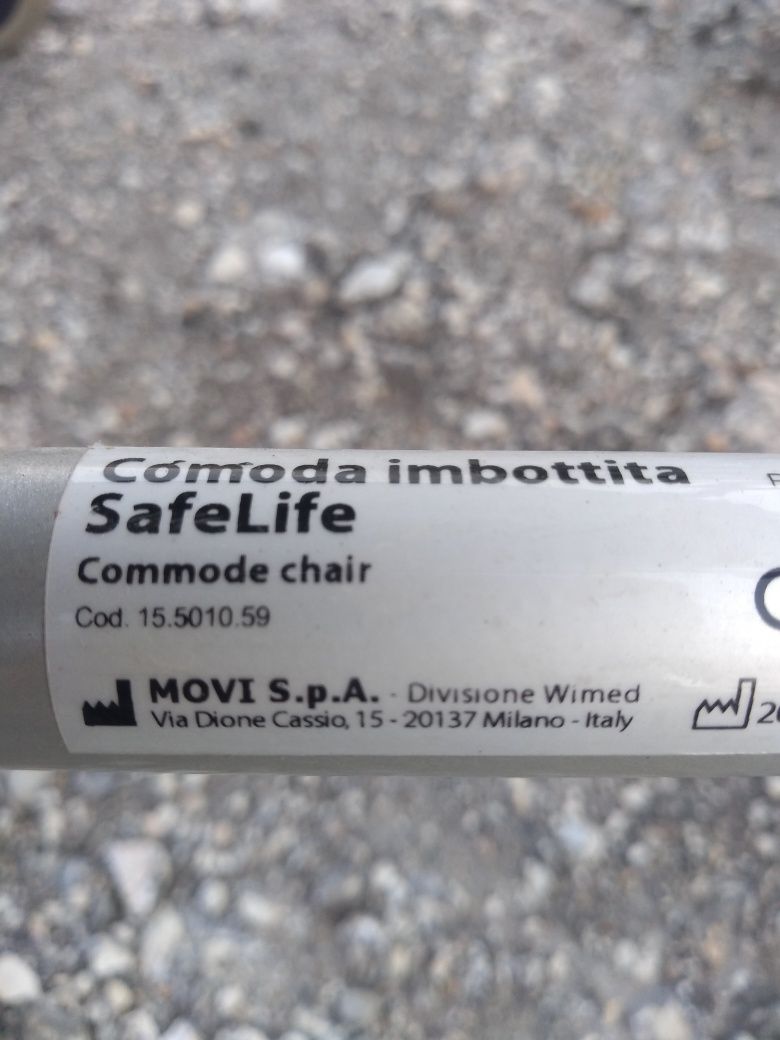 Comoda imbottita
SafeLife
Commode chair
Cod. 15.5010.59
MOVI S.p.A. - Divisione Wimed
Via Dione Cassio, 15 - 20137 Milano - Italy